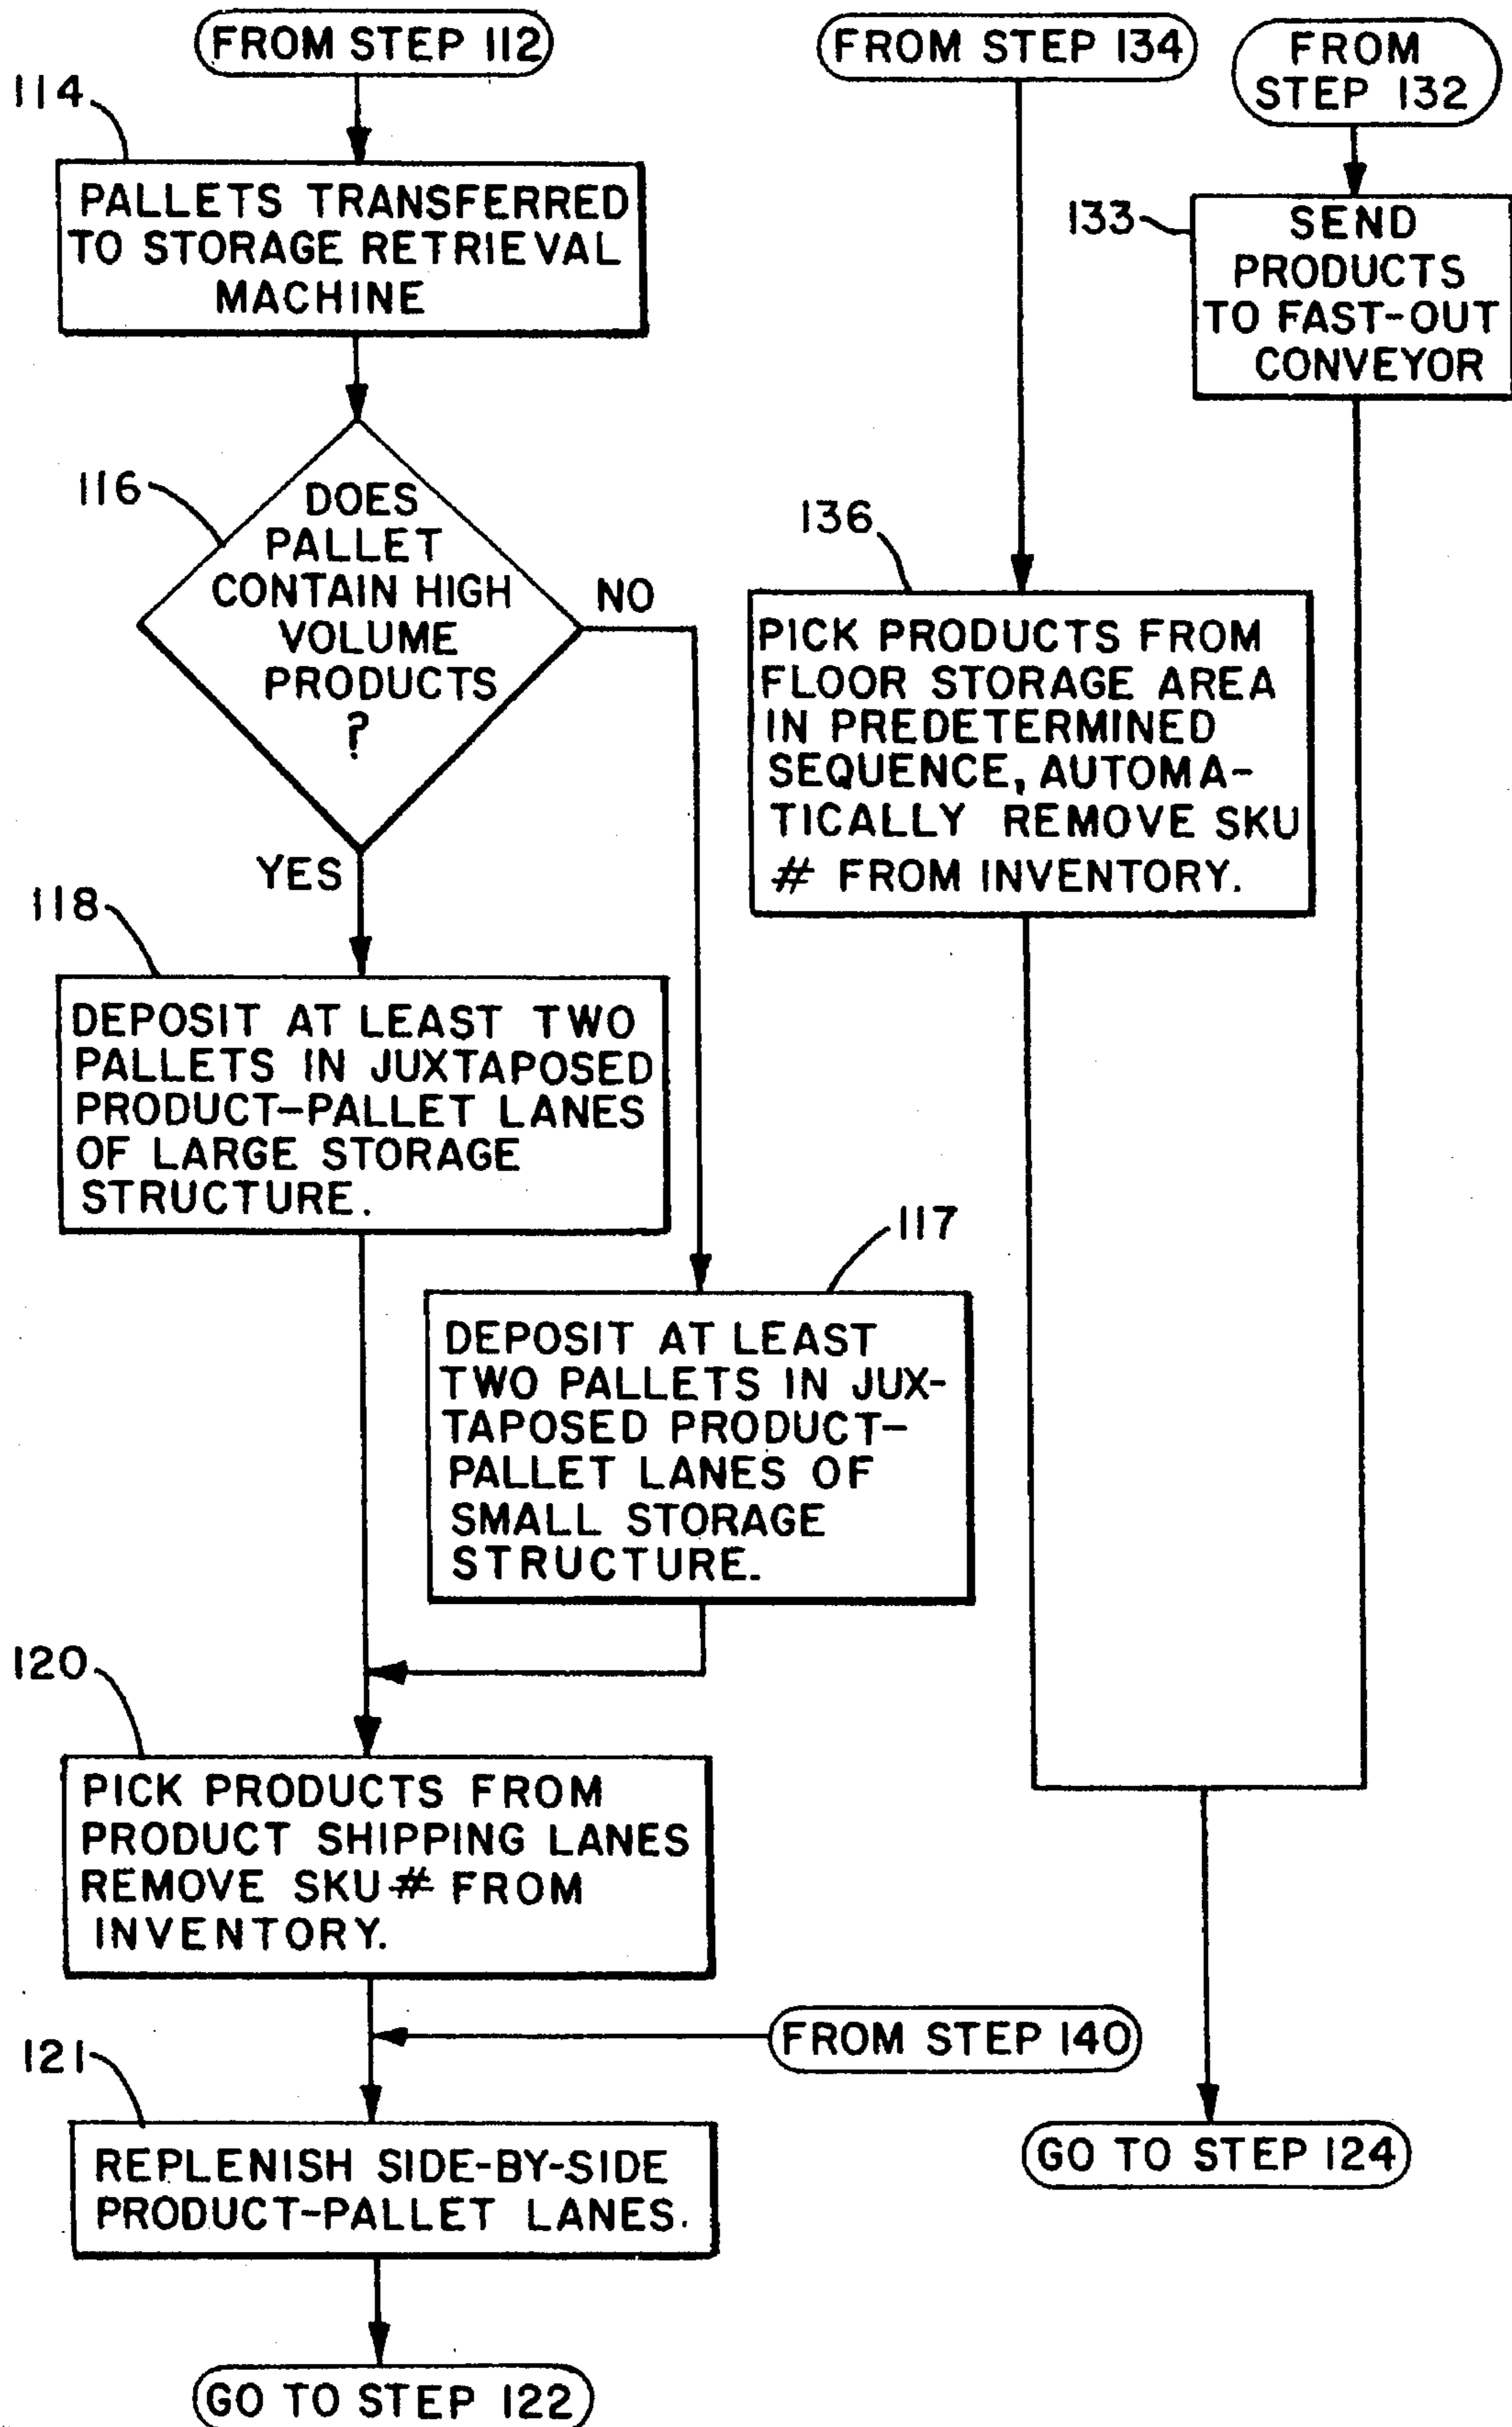 FROM STEP 112
114
PALLETS TRANSFERRED
TO STORAGE RETRIEVAL
MACHINE
116
DOES
PALLET
CONTAIN HIGH
VOLUME
PRODUCTS
?
NO
YES
118
DEPOSIT AT LEAST TWO
PALLETS IN JUXTAPOSED
PRODUCT-PALLET LANES
OF LARGE STORAGE
STRUCTURE.
117
DEPOSIT AT LEAST
TWO PALLETS IN JUX-
TAPOSED PRODUCT-
PALLET LANES OF
SMALL STORAGE
STRUCTURE.
120
PICK PRODUCTS FROM
PRODUCT SHIPPING LANES
REMOVE SKU# FROM
INVENTORY.
FROM STEP 140
121
REPLENISH SIDE-BY-SIDE
PRODUCT-PALLET LANES.
GO TO STEP 122
FROM STEP 134
136
PICK PRODUCTS FROM
FLOOR STORAGE AREA
IN PREDETERMINED
SEQUENCE, AUTOMA-
TICALLY REMOVE SKU
# FROM INVENTORY.
FROM
STEP 132
133
SEND
PRODUCTS
TO FAST-OUT
CONVEYOR
GO TO STEP 124